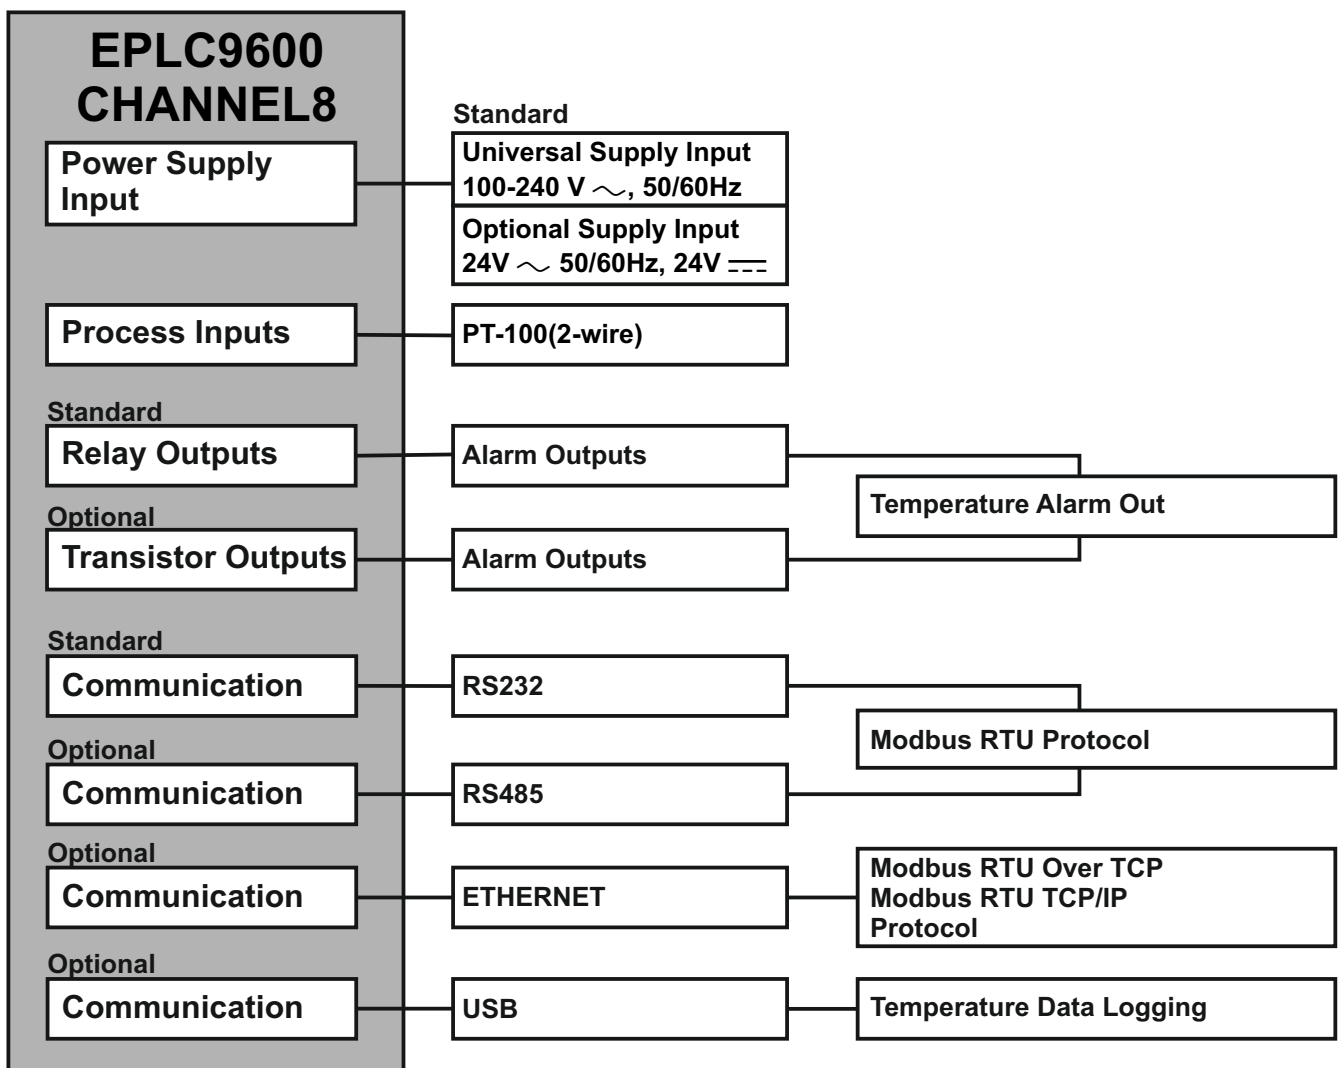 EPLC9600
CHANNEL8
Standard
Power Supply
Input
Universal Supply Input
100-240 V ～, 50/60Hz
Optional Supply Input
24V ～ 50/60Hz, 24V ⎓
Process Inputs
PT-100(2-wire)
Standard
Relay Outputs
Alarm Outputs
Temperature Alarm Out
Optional
Transistor Outputs
Alarm Outputs
Standard
Communication
RS232
Modbus RTU Protocol
Optional
Communication
RS485
Optional
Communication
ETHERNET
Modbus RTU Over TCP
Modbus RTU TCP/IP
Protocol
Optional
Communication
USB
Temperature Data Logging